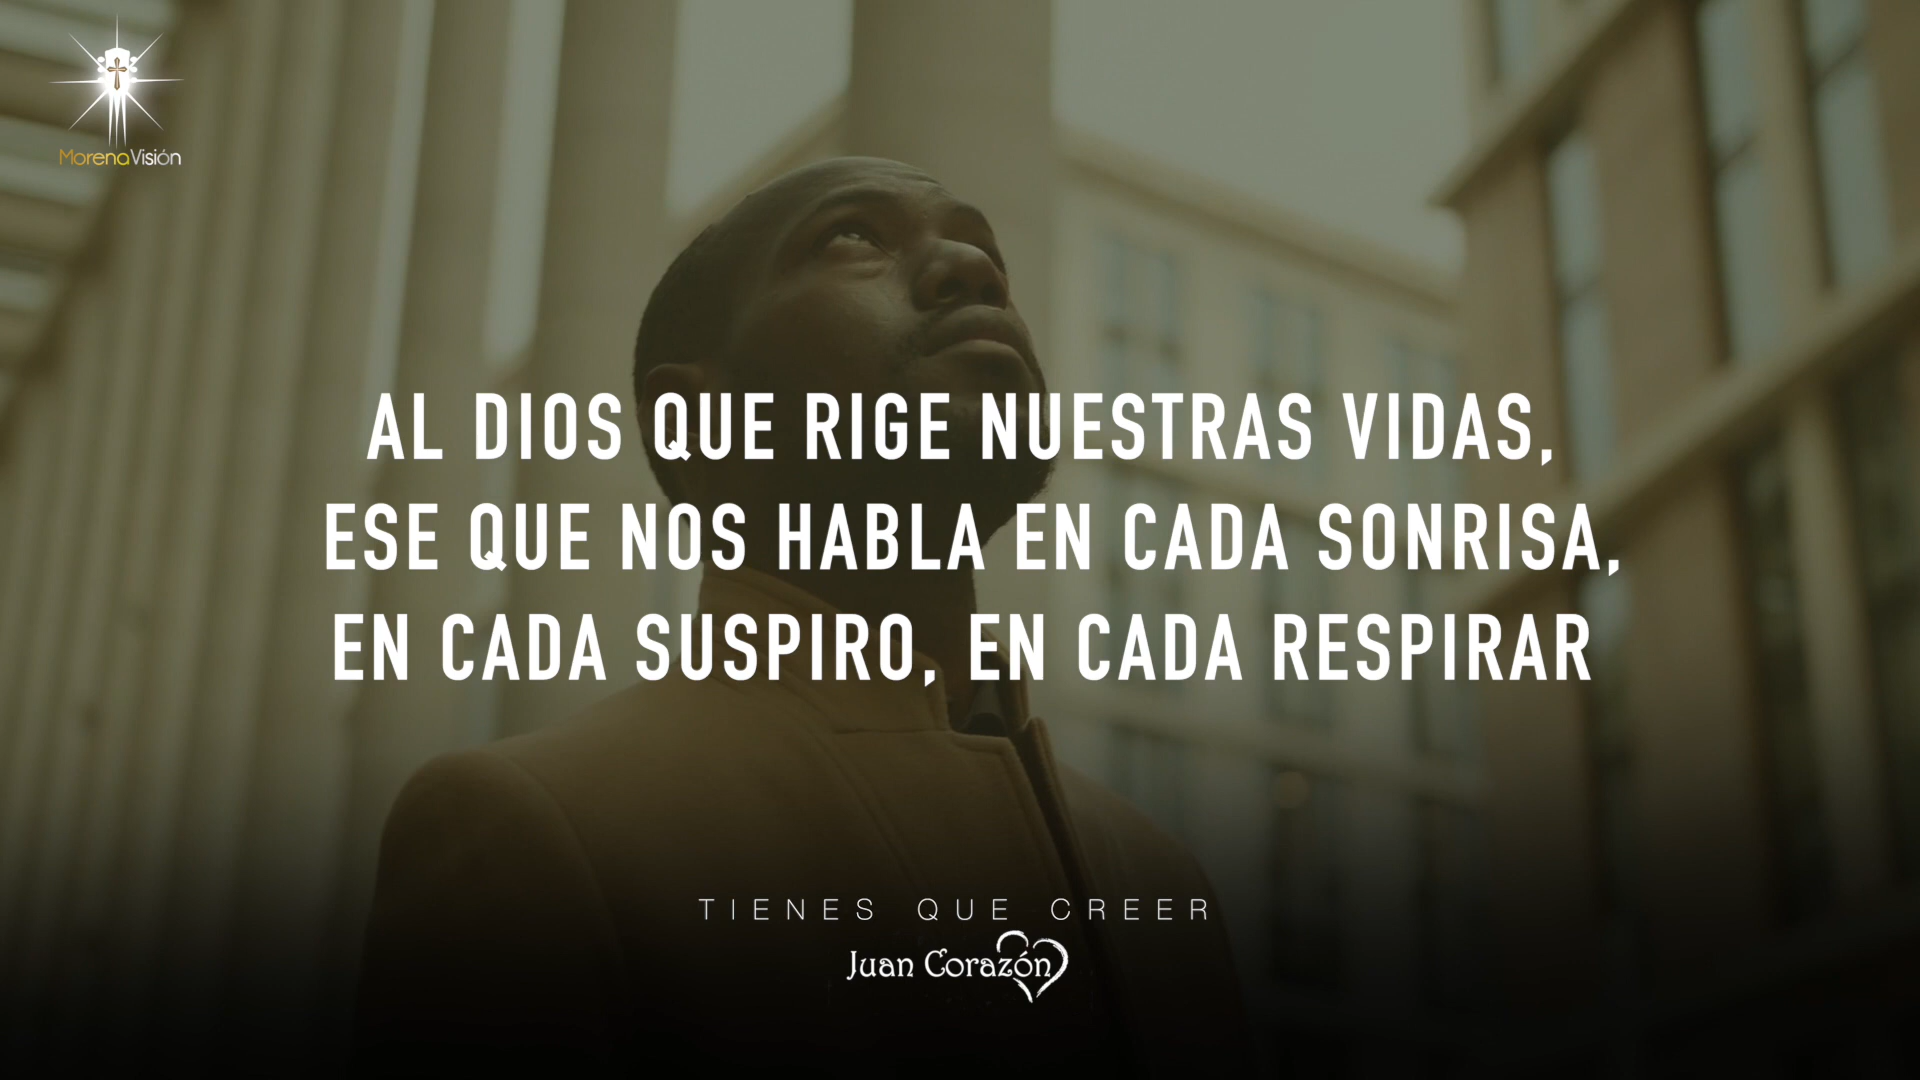 MorenaVisión
AL DIOS QUE RIGE NUESTRAS VIDAS,
ESE QUE NOS HABLA EN CADA SONRISA,
EN CADA SUSPIRO, EN CADA RESPIRAR
TIENES QUE CREER
Juan Corazón